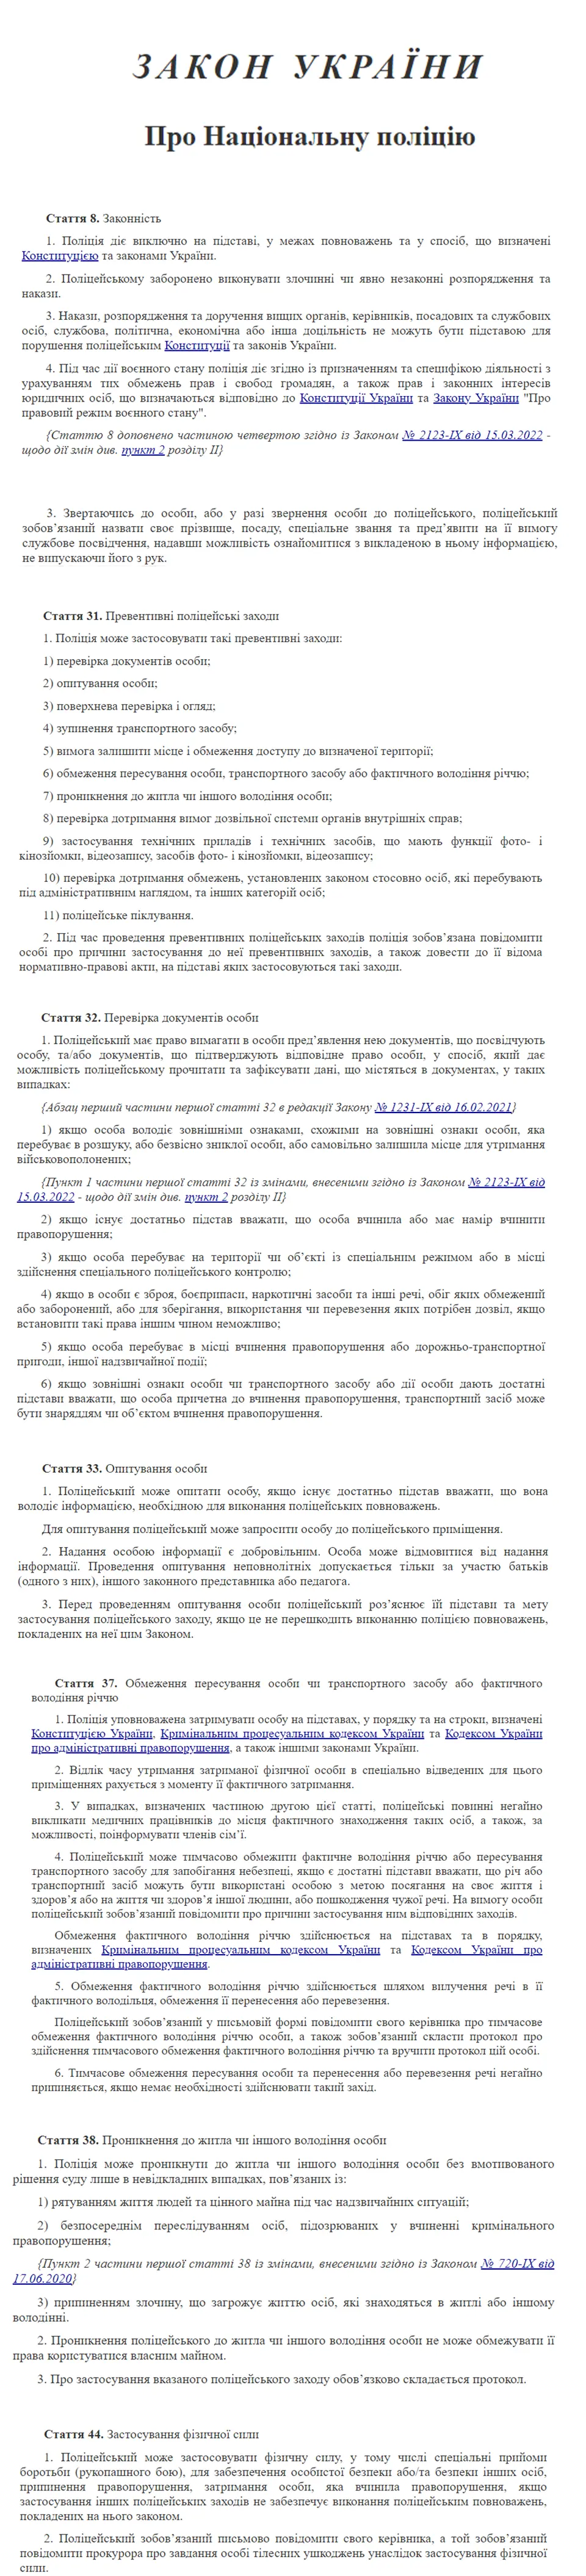 ЗАКОН УКРАЇНИ
Про Національну поліцію
Стаття 8. Законність
1. Поліція діє виключно на підставі, у межах повноважень та у спосіб, що визначені
Конституцією та законами України.
2. Поліцейському заборонено виконувати злочинні чи явно незаконні розпорядження та
накази.
3. Накази, розпорядження та доручення вищих органів, керівників, посадових та службових
осіб, службова, політична, економічна або інша доцільність не можуть бути підставою для
порушення поліцейським Конституції та законів України.
4. Під час дії воєнного стану поліція діє згідно із призначенням та специфікою діяльності з
урахуванням тих обмежень прав і свобод громадян, а також прав і законних інтересів
юридичних осіб, що визначаються відповідно до Конституції України та Закону України "Про
правовий режим воєнного стану".
{Статтю 8 доповнено частиною четвертою згідно із Законом № 2123-IX від 15.03.2022 -
щодо дії змін див. пункт 2 розділу II}
3. Звертаючись до особи, або у разі звернення особи до поліцейського, поліцейський
зобов’язаний назвати своє прізвище, посаду, спеціальне звання та пред’явити на її вимогу
службове посвідчення, надавши можливість ознайомитися з викладеною в ньому інформацією,
не випускаючи його з рук.
Стаття 31. Превентивні поліцейські заходи
1. Поліція може застосовувати такі превентивні заходи:
1) перевірка документів особи;
2) опитування особи;
3) поверхнева перевірка і огляд;
4) зупинення транспортного засобу;
5) вимога залишити місце і обмеження доступу до визначеної території;
6) обмеження пересування особи, транспортного засобу або фактичного володіння річчю;
7) проникнення до житла чи іншого володіння особи;
8) перевірка дотримання вимог дозвільної системи органів внутрішніх справ;
9) застосування технічних приладів і технічних засобів, що мають функції фото- і
кінозйомки, відеозапису, засобів фото- і кінозйомки, відеозапису;
10) перевірка дотримання обмежень, установлених законом стосовно осіб, які перебувають
під адміністративним наглядом, та інших категорій осіб;
11) поліцейське піклування.
2. Під час проведення превентивних поліцейських заходів поліція зобов’язана повідомити
особі про причини застосування до неї превентивних заходів, а також довести до її відома
нормативно-правові акти, на підставі яких застосовуються такі заходи.
Стаття 32. Перевірка документів особи
1. Поліцейський має право вимагати в особи пред’явлення нею документів, що посвідчують
особу, та/або документів, що підтверджують відповідне право особи, у спосіб, який дає
можливість поліцейському прочитати та зафіксувати дані, що містяться в документах, у таких
випадках:
{Абзац перший частини першої статті 32 в редакції Закону № 1231-IX від 16.02.2021}
1) якщо особа володіє зовнішніми ознаками, схожими на зовнішні ознаки особи, яка
перебуває в розшуку, або безвісно зниклої особи, або самовільно залишила місце для утримання
військовополонених;
{Пункт 1 частини першої статті 32 із змінами, внесеними згідно із Законом № 2123-IX від
15.03.2022 - щодо дії змін див. пункт 2 розділу II}
2) якщо існує достатньо підстав вважати, що особа вчинила або має намір вчинити
правопорушення;
3) якщо особа перебуває на території чи об’єкті із спеціальним режимом або в місці
здійснення спеціального поліцейського контролю;
4) якщо в особи є зброя, боєприпаси, наркотичні засоби та інші речі, обіг яких обмежений
або заборонений, або для зберігання, використання чи перевезення яких потрібен дозвіл, якщо
встановити такі права іншим чином неможливо;
5) якщо особа перебуває в місці вчинення правопорушення або дорожньо-транспортної
пригоди, іншої надзвичайної події;
6) якщо зовнішні ознаки особи чи транспортного засобу або дії особи дають достатні
підстави вважати, що особа причетна до вчинення правопорушення, транспортний засіб може
бути знаряддям чи об’єктом вчинення правопорушення.
Стаття 33. Опитування особи
1. Поліцейський може опитати особу, якщо існує достатньо підстав вважати, що вона
володіє інформацією, необхідною для виконання поліцейських повноважень.
Для опитування поліцейський може запросити особу до поліцейського приміщення.
2. Надання особою інформації є добровільним. Особа може відмовитися від надання
інформації. Проведення опитування неповнолітніх допускається тільки за участю батьків
(одного з них), іншого законного представника або педагога.
3. Перед проведенням опитування особи поліцейський роз’яснює їй підстави та мету
застосування поліцейського заходу, якщо це не перешкодить виконанню поліцією повноважень,
покладених на неї цим Законом.
Стаття 37. Обмеження пересування особи чи транспортного засобу або фактичного
володіння річчю
1. Поліція уповноважена затримувати особу на підставах, у порядку та на строки, визначені
Конституцією України, Кримінальним процесуальним кодексом України та Кодексом України
про адміністративні правопорушення, а також іншими законами України.
2. Відлік часу утримання затриманої фізичної особи в спеціально відведених для цього
приміщеннях рахується з моменту її фактичного затримання.
3. У випадках, визначених частиною другою цієї статті, поліцейські повинні негайно
викликати медичних працівників до місця фактичного знаходження таких осіб, а також, за
можливості, поінформувати членів сім’ї.
4. Поліцейський може тимчасово обмежити фактичне володіння річчю або пересування
транспортного засобу для запобігання небезпеці, якщо є достатні підстави вважати, що річ або
транспортний засіб можуть бути використані особою з метою посягання на своє життя і
здоров’я або на життя чи здоров’я іншої людини, або пошкодження чужої речі. На вимогу особи
поліцейський зобов’язаний повідомити про причини застосування ним відповідних заходів.
Обмеження фактичного володіння річчю здійснюється на підставах та в порядку,
визначених Кримінальним процесуальним кодексом України та Кодексом України про
адміністративні правопорушення.
5. Обмеження фактичного володіння річчю здійснюється шляхом вилучення речі в її
фактичного володільця, обмеження її перенесення або перевезення.
Поліцейський зобов’язаний у письмовій формі повідомити свого керівника про тимчасове
обмеження фактичного володіння річчю особи, а також зобов’язаний скласти протокол про
здійснення тимчасового обмеження фактичного володіння річчю та вручити протокол цій особі.
6. Тимчасове обмеження пересування особи та перенесення або перевезення речі негайно
припиняється, якщо немає необхідності здійснювати такий захід.
Стаття 38. Проникнення до житла чи іншого володіння особи
1. Поліція може проникнути до житла чи іншого володіння особи без вмотивованого
рішення суду лише в невідкладних випадках, пов’язаних із:
1) рятуванням життя людей та цінного майна під час надзвичайних ситуацій;
2) безпосереднім переслідуванням осіб, підозрюваних у вчиненні кримінального
правопорушення;
{Пункт 2 частини першої статті 38 із змінами, внесеними згідно із Законом № 720-IX від
17.06.2020}
3) припиненням злочину, що загрожує життю осіб, які знаходяться в житлі або іншому
володінні.
2. Проникнення поліцейського до житла чи іншого володіння особи не може обмежувати її
права користуватися власним майном.
3. Про застосування вказаного поліцейського заходу обов’язково складається протокол.
Стаття 44. Застосування фізичної сили
1. Поліцейський може застосовувати фізичну силу, у тому числі спеціальні прийоми
боротьби (рукопашного бою), для забезпечення особистої безпеки або/та безпеки інших осіб,
припинення правопорушення, затримання особи, яка вчинила правопорушення, якщо
застосування інших поліцейських заходів не забезпечує виконання поліцейським повноважень,
покладених на нього законом.
2. Поліцейський зобов’язаний письмово повідомити свого керівника, а той зобов’язаний
повідомити прокурора про завдання особі тілесних ушкоджень унаслідок застосування фізичної
сили.